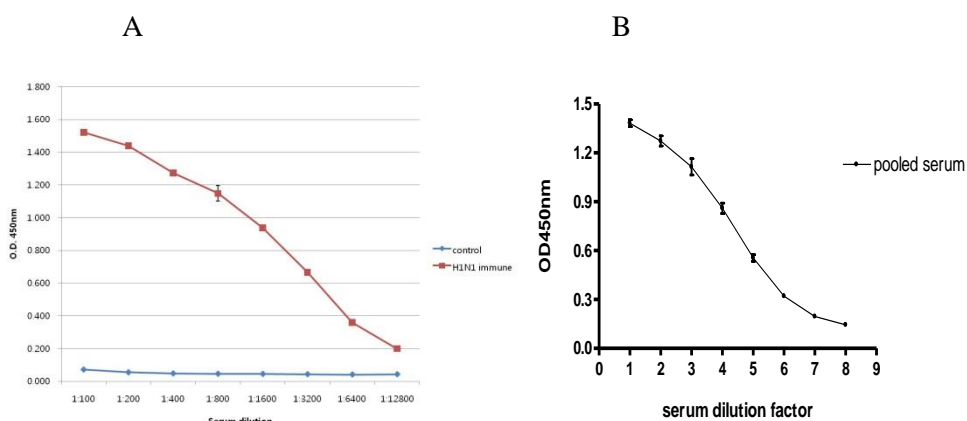 A
B
1.800
1.600
1.400
1.200
1.000
0.800
0.600
0.400
0.200
0.000
O.D. 450nm
1:100 1:200 1:400 1:800 1:1600 1:3200 1:6400 1:12800
Serum dilution
control
H1N1 immune
1.5
1.2
0.9
0.6
0.3
0.0
OD450nm
0 1 2 3 4 5 6 7 8 9
serum dilution factor
pooled serum